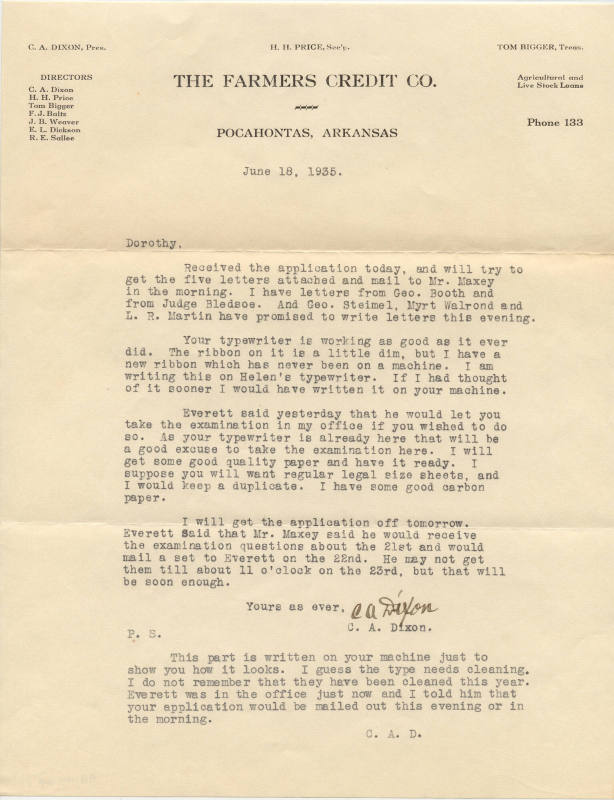 C. A. DIXON, Pres.
H. H. PRICE, Sec'y.
TOM BIGGER, Treas.
DIRECTORS
C. A. Dixon
H. H. Price
Tom Bigger
F. J. Baltz
J. B. Weaver
E. L. Dickson
R. E. Sallee
THE FARMERS CREDIT CO.
POCAHONTAS, ARKANSAS
Agricultural and
Live Stock Loans
Phone 133
June 18, 1935.
Dorothy,
Received the application today, and will try to
get the five letters attached and mail to Mr. Maxey
in the morning. I have letters from Geo. Booth and
from Judge Bledsoe. And Geo. Steimel, Myrt Walrond and
L. R. Martin have promised to write letters this evening.
Your typewriter is working as good as it ever
did. The ribbon on it is a little dim, but I have a
new ribbon which has never been on a machine. I am
writing this on Helen's typewriter. If I had thought
of it sooner I would have written it on your machine.
Everett said yesterday that he would let you
take the examination in my office if you wished to do
so. As your typewriter is already here that will be
a good excuse to take the examination here. I will
get some good quality paper and have it ready. I
suppose you will want regular legal size sheets, and
I would keep a duplicate. I have some good carbon
paper.
I will get the application off tomorrow.
Everett said that Mr. Maxey said he would receive
the examination questions about the 21st and would
mail a set to Everett on the 22nd. He may not get
them till about 11 o'clock on the 23rd, but that will
be soon enough.
Yours as ever, C A Dixon
C. A. Dixon.
P. S.
This part is written on your machine just to
show you how it looks. I guess the type needs cleaning.
I do not remember that they have been cleaned this year.
Everett was in the office just now and I told him that
your application would be mailed out this evening or in
the morning.
C. A. D.